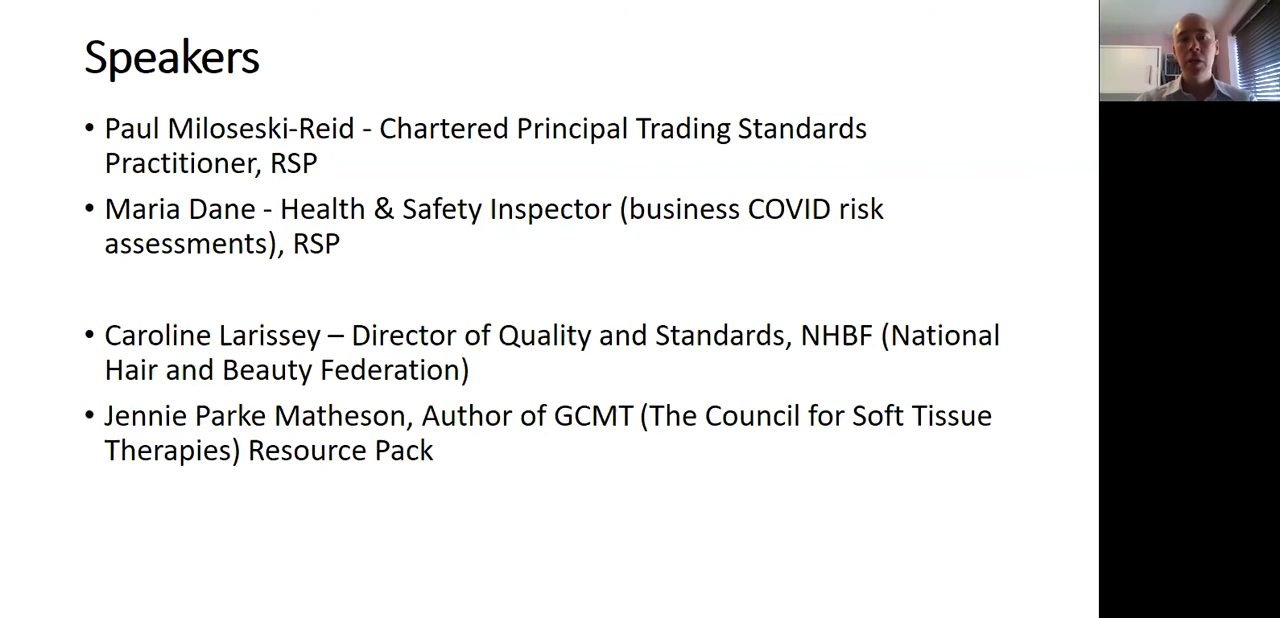 Speakers
• Paul Miloseski-Reid - Chartered Principal Trading Standards
Practitioner, RSP
• Maria Dane - Health & Safety Inspector (business COVID risk
assessments), RSP
• Caroline Larissey – Director of Quality and Standards, NHBF (National
Hair and Beauty Federation)
• Jennie Parke Matheson, Author of GCMT (The Council for Soft Tissue
Therapies) Resource Pack